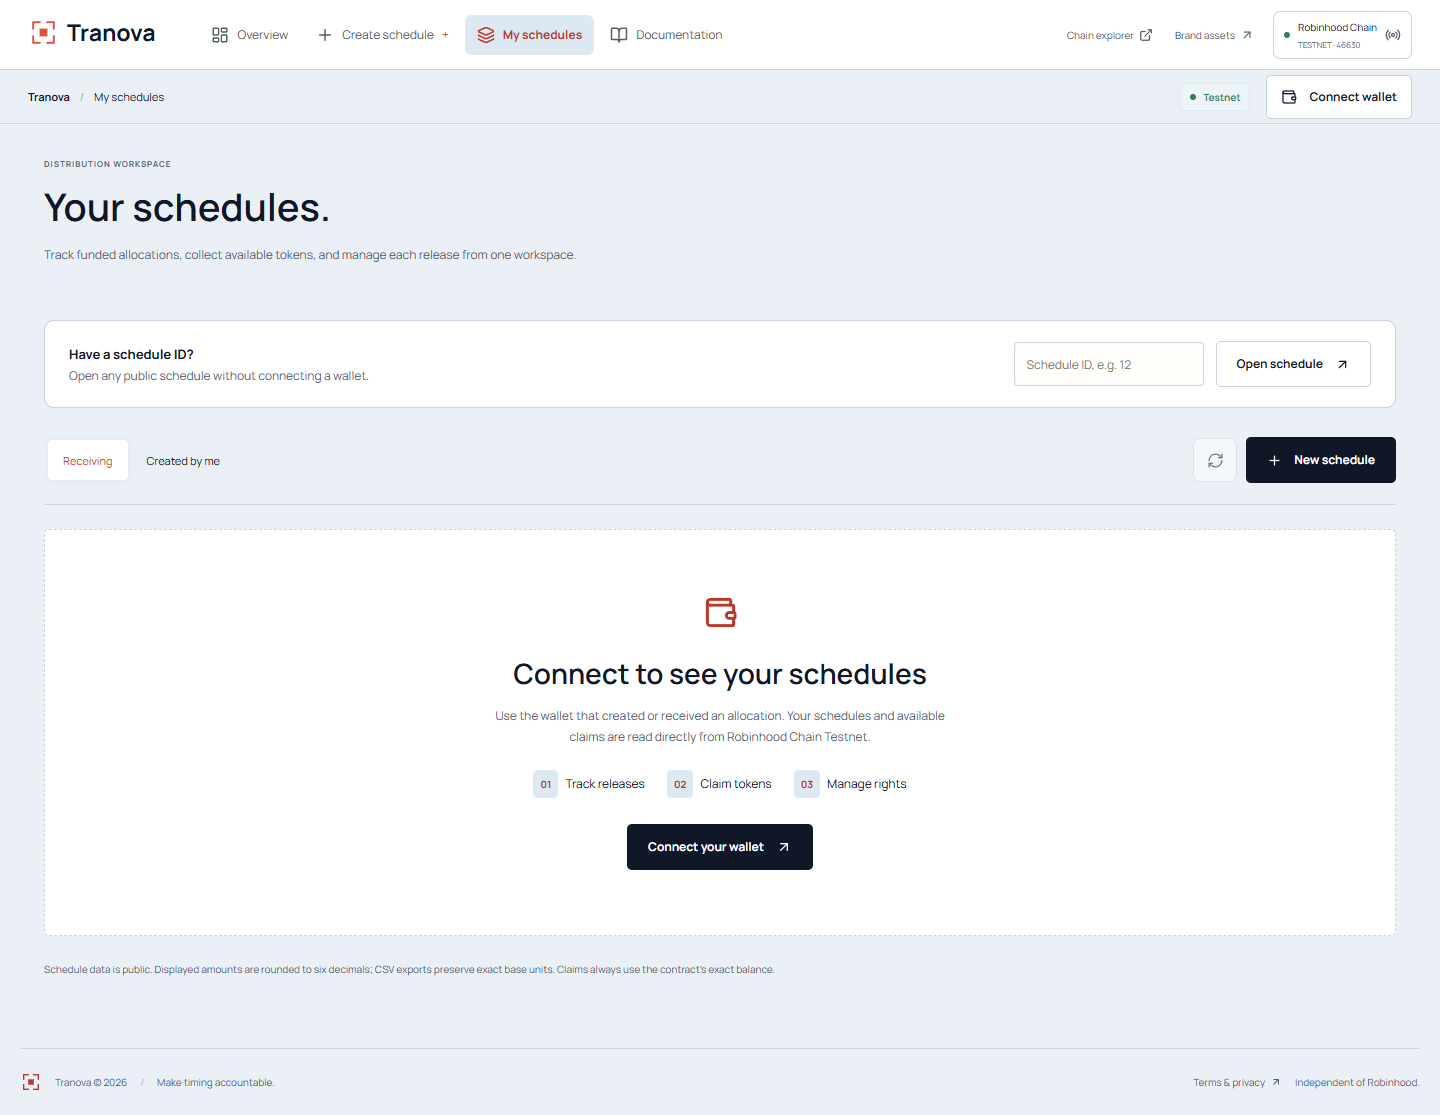 Tranova
Overview
Create schedule +
My schedules
Documentation
Chain explorer
Brand assets
Robinhood Chain
TESTNET · 46630
Tranova / My schedules
Testnet
Connect wallet
DISTRIBUTION WORKSPACE
Your schedules.
Track funded allocations, collect available tokens, and manage each release from one workspace.
Have a schedule ID?
Open any public schedule without connecting a wallet.
Schedule ID, e.g. 12
Open schedule
Receiving
Created by me
New schedule
Connect to see your schedules
Use the wallet that created or received an allocation. Your schedules and available
claims are read directly from Robinhood Chain Testnet.
01 Track releases
02 Claim tokens
03 Manage rights
Connect your wallet
Schedule data is public. Displayed amounts are rounded to six decimals; CSV exports preserve exact base units. Claims always use the contract's exact balance.
Tranova © 2026 / Make timing accountable.
Terms & privacy
Independent of Robinhood.